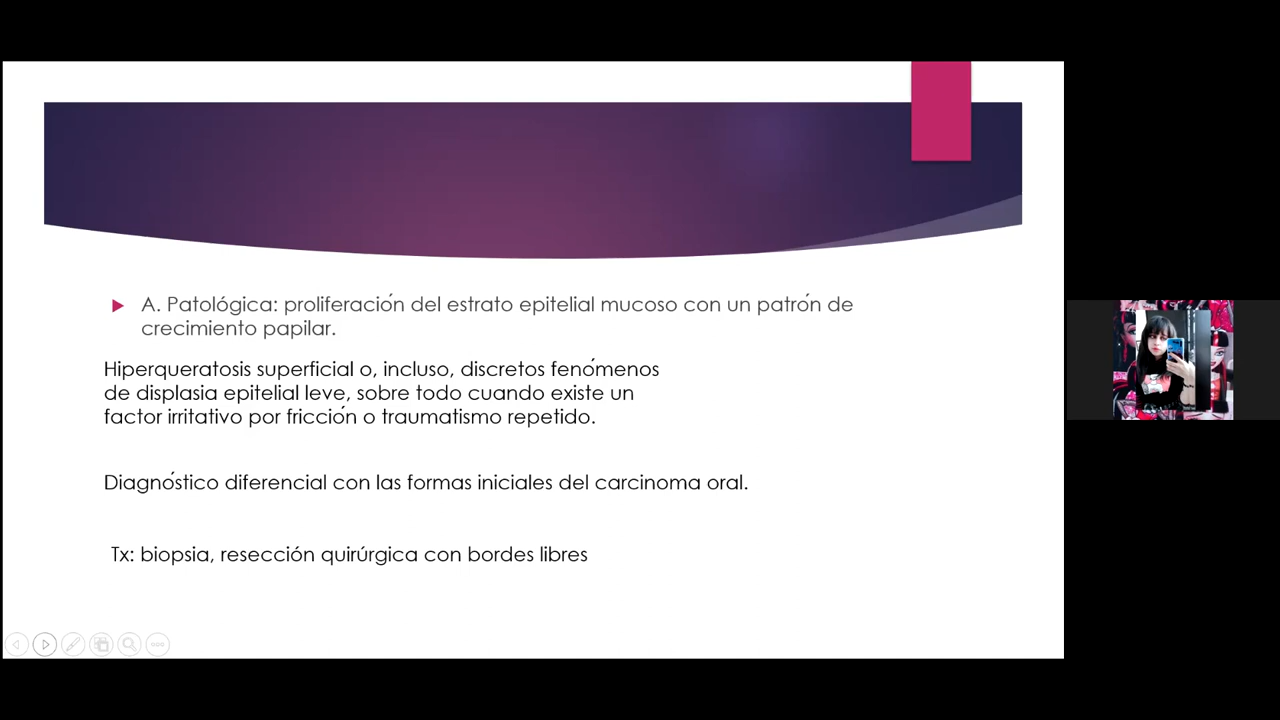 A. Patológica: proliferación del estrato epitelial mucoso con un patrón de
crecimiento papilar.
Hiperqueratosis superficial o, incluso, discretos fenómenos
de displasia epitelial leve, sobre todo cuando existe un
factor irritativo por fricción o traumatismo repetido.
Diagnóstico diferencial con las formas iniciales del carcinoma oral.
Tx: biopsia, resección quirúrgica con bordes libres